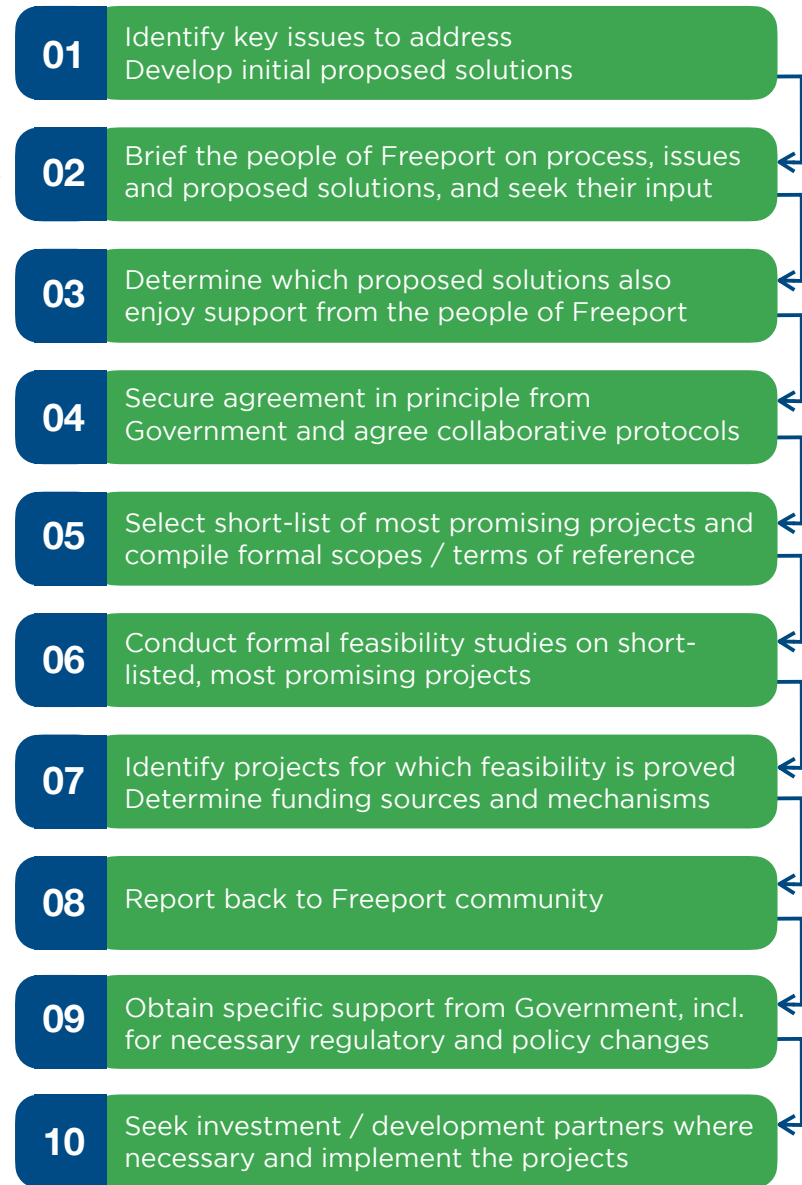 01
Identify key issues to address
Develop initial proposed solutions
02
Brief the people of Freeport on process, issues
and proposed solutions, and seek their input
03
Determine which proposed solutions also
enjoy support from the people of Freeport
04
Secure agreement in principle from
Government and agree collaborative protocols
05
Select short-list of most promising projects and
compile formal scopes / terms of reference
06
Conduct formal feasibility studies on short-
listed, most promising projects
07
Identify projects for which feasibility is proved
Determine funding sources and mechanisms
08
Report back to Freeport community
09
Obtain specific support from Government, incl.
for necessary regulatory and policy changes
10
Seek investment / development partners where
necessary and implement the projects